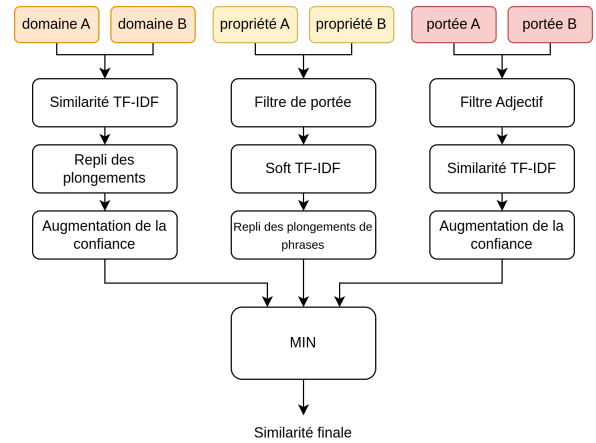 domaine A
domaine B
propriété A
propriété B
portée A
portée B
Similarité TF-IDF
Filtre de portée
Filtre Adjectif
Repli des
plongements
Soft TF-IDF
Similarité TF-IDF
Augmentation de la
confiance
Repli des plongements de
phrases
Augmentation de la
confiance
MIN
Similarité finale